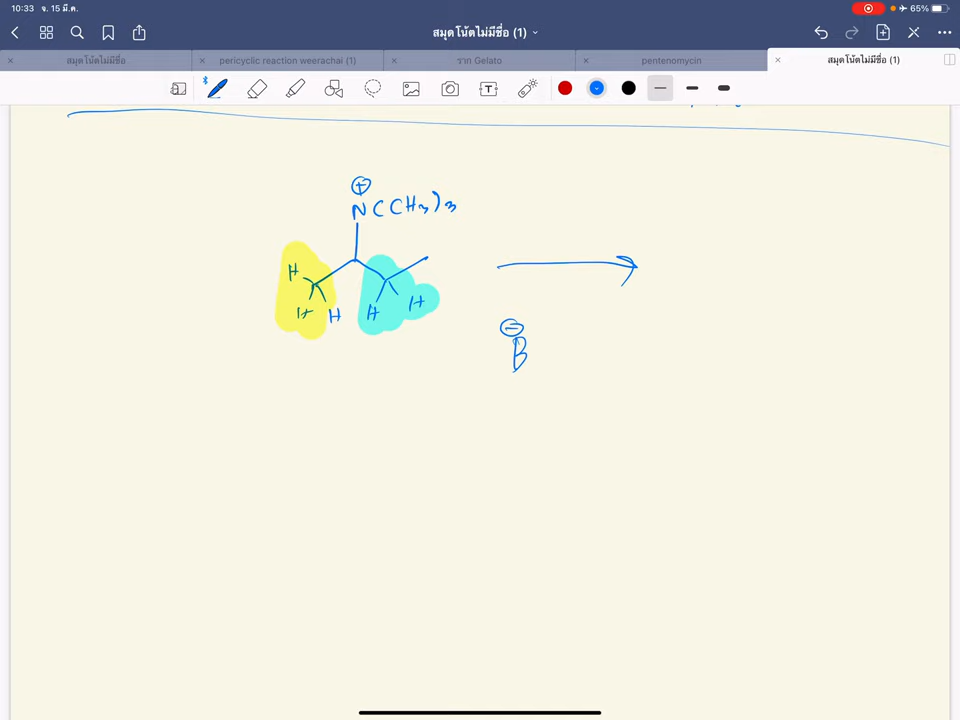 10:33 จ. 15 มี.ค.
65%
สมุดโน้ตไม่มีชื่อ (1)
สมุดโน้ตไม่มีชื่อ
pericyclic reaction weerachai (1)
ราก Gelato
pentenomycin
สมุดโน้ตไม่มีชื่อ (1)
+
N(CH₃)₃
H
H H H H
−
B